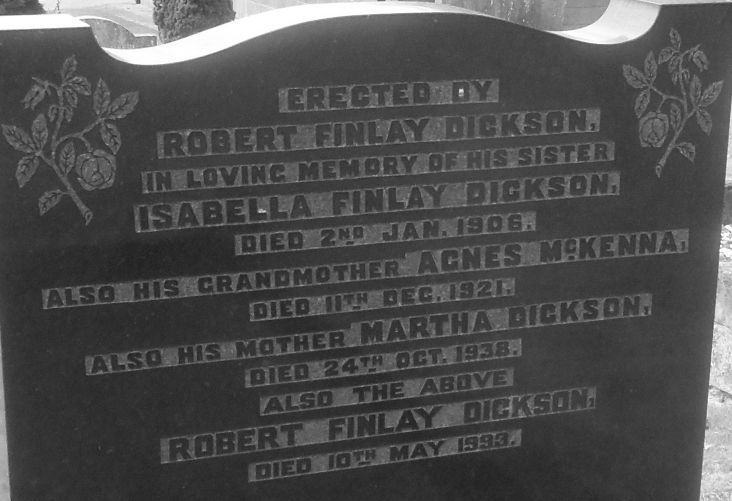 ERECTED BY
ROBERT FINLAY DICKSON,
IN LOVING MEMORY OF HIS SISTER
ISABELLA FINLAY DICKSON,
DIED 2ND JAN. 1906.
ALSO HIS GRANDMOTHER AGNES McKENNA,
DIED 11TH DEC. 1921.
ALSO HIS MOTHER MARTHA DICKSON,
DIED 24TH OCT. 1938.
ALSO THE ABOVE
ROBERT FINLAY DICKSON,
DIED 10TH MAY 1993.